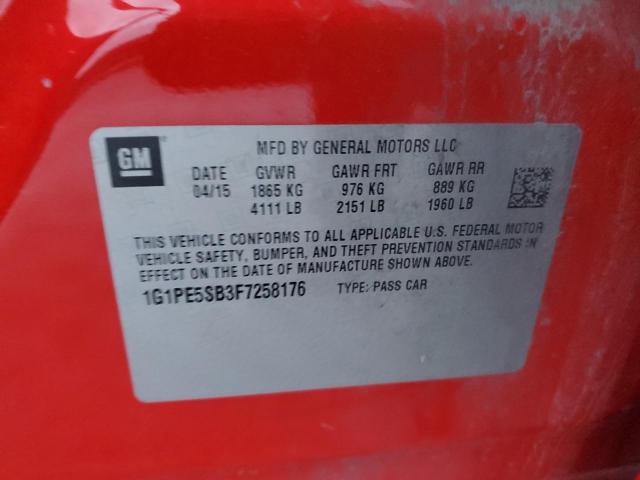 GM
MFD BY GENERAL MOTORS LLC
DATE GVWR GAWR FRT GAWR RR
04/15 1865 KG 976 KG 889 KG
4111 LB 2151 LB 1960 LB
THIS VEHICLE CONFORMS TO ALL APPLICABLE U.S. FEDERAL MOTOR
VEHICLE SAFETY, BUMPER, AND THEFT PREVENTION STANDARDS IN
EFFECT ON THE DATE OF MANUFACTURE SHOWN ABOVE.
1G1PE5SB3F7258176 TYPE: PASS CAR